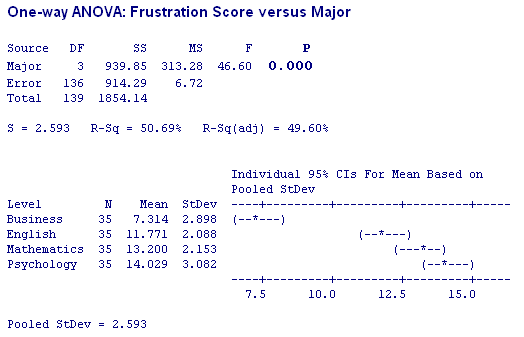 One-way ANOVA: Frustration Score versus Major
Source DF SS MS F P
Major 3 939.85 313.28 46.60 0.000
Error 136 914.29 6.72
Total 139 1854.14
S = 2.593 R-Sq = 50.69% R-Sq(adj) = 49.60%
Individual 95% CIs For Mean Based on
Pooled StDev
Level N Mean StDev ----+---------+---------+---------+-----
Business 35 7.314 2.898 (--*---)
English 35 11.771 2.088 (--*---)
Mathematics 35 13.200 2.153 (---*--)
Psychology 35 14.029 3.082 (--*---)
----+---------+---------+---------+-----
7.5 10.0 12.5 15.0
Pooled StDev = 2.593